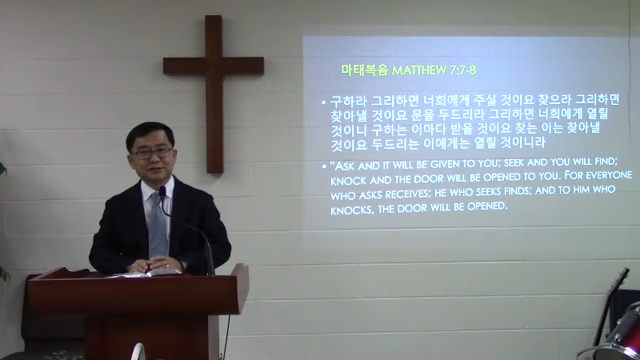 마태복음 MATTHEW 7:7-8
• 구하라 그리하면 너희에게 주실 것이요 찾으라 그리하면
찾아낼 것이요 문을 두드리라 그리하면 너희에게 열릴
것이니 구하는 이마다 받을 것이요 찾는 이는 찾아낼
것이요 두드리는 이에게는 열릴 것이니라
• "ASK AND IT WILL BE GIVEN TO YOU; SEEK AND YOU WILL FIND;
KNOCK AND THE DOOR WILL BE OPENED TO YOU. FOR EVERYONE
WHO ASKS RECEIVES; HE WHO SEEKS FINDS; AND TO HIM WHO
KNOCKS, THE DOOR WILL BE OPENED.